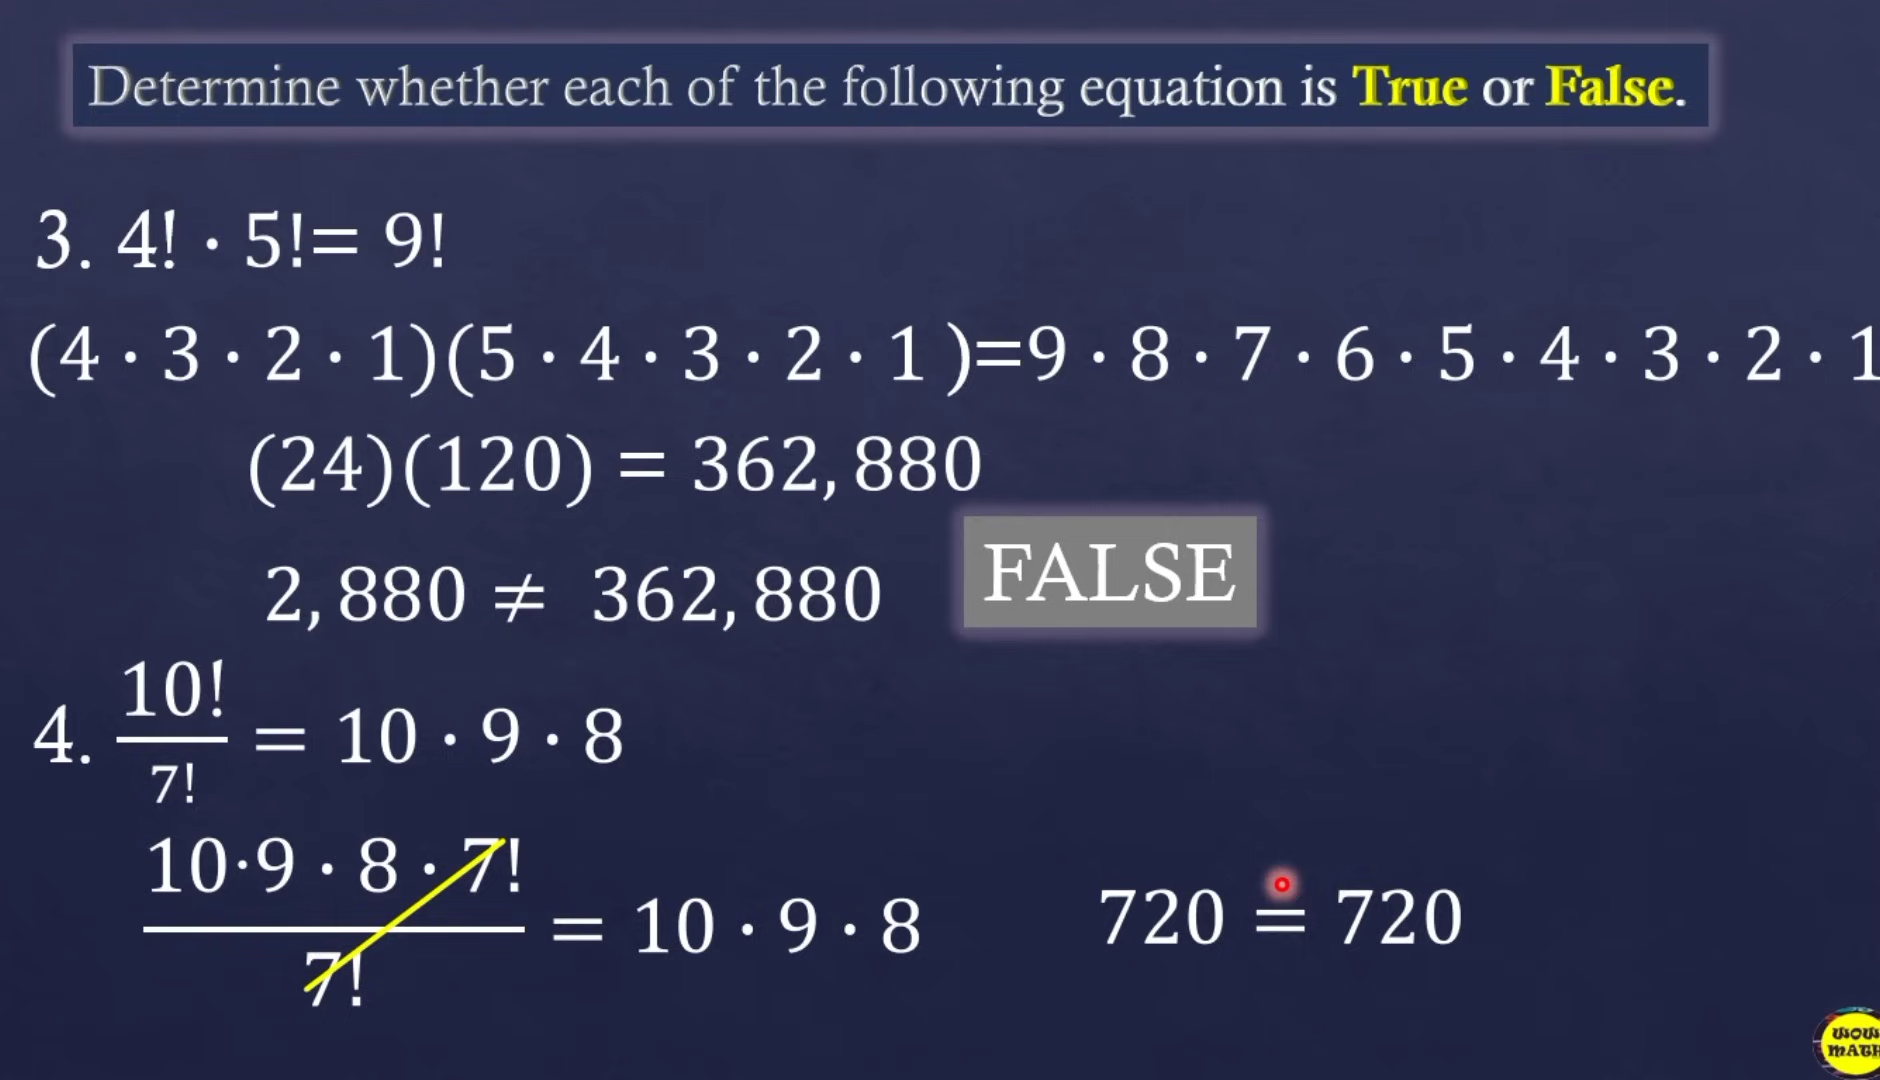 Determine whether each of the following equation is True or False.
3. 4! · 5!= 9!
(4 · 3 · 2 · 1)(5 · 4 · 3 · 2 · 1 )=9 · 8 · 7 · 6 · 5 · 4 · 3 · 2 · 1
(24)(120) = 362,880
2,880 ≠ 362,880
FALSE
4. 10!/7! = 10 · 9 · 8
10·9 · 8 · 7!/7! = 10 · 9 · 8
720 = 720
WOW
MATH